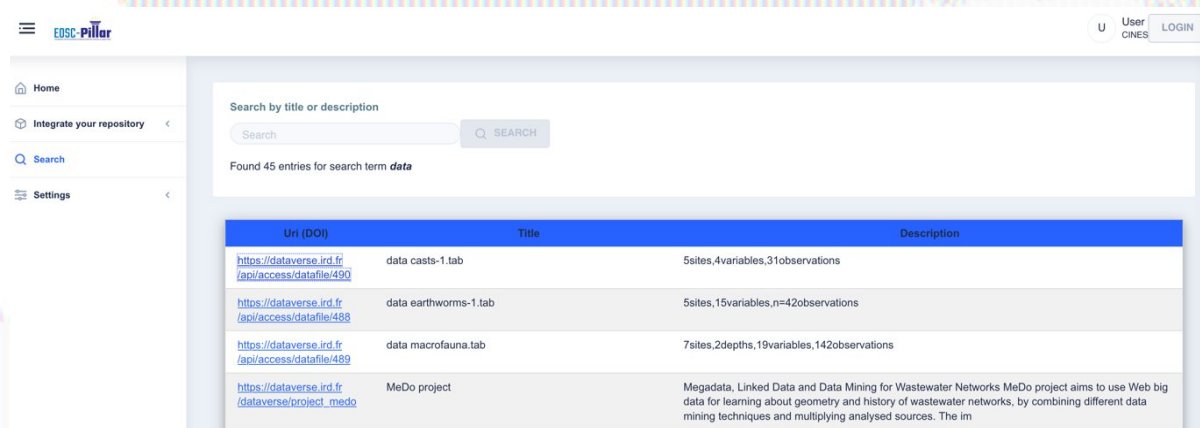 EOSC-Pillar
U
User
CINES
LOGIN
Home
Integrate your repository
Search
Settings
Search by title or description
Search
SEARCH
Found 45 entries for search term data
Uri (DOI) Title Description
https://dataverse.ird.fr
/api/access/datafile/490
data casts-1.tab
5sites,4variables,31observations
https://dataverse.ird.fr
/api/access/datafile/488
data earthworms-1.tab
5sites,15variables,n=42observations
https://dataverse.ird.fr
/api/access/datafile/489
data macrofauna.tab
7sites,2depths,19variables,142observations
https://dataverse.ird.fr
/dataverse/project_medo
MeDo project
Megadata, Linked Data and Data Mining for Wastewater Networks MeDo project aims to use Web big
data for learning about geometry and history of wastewater networks, by combining different data
mining techniques and multiplying analysed sources. The im